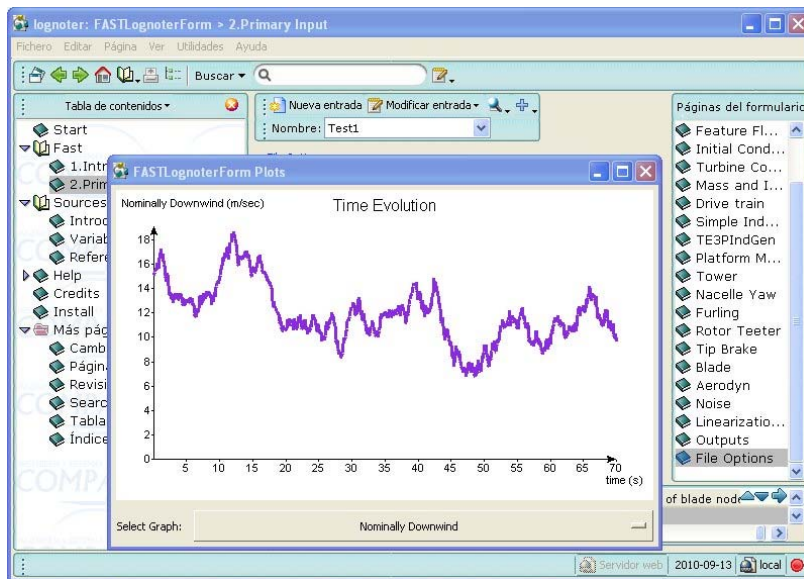 lognoter: FASTLognoterForm > 2.Primary Input
Fichero Editar Página Ver Utilidades Ayuda
Buscar
Tabla de contenidos
Start
Fast
1.Intr
2.Prim
Sources
Introd
Variab
Refere
Help
Credits
Install
Más pág
Camb
Págin
Revisi
Searc
Tabla
Índice
Nueva entrada Modificar entrada
Nombre: Test1
FASTLognoterForm Plots
Nominally Downwind (m/sec)
Time Evolution
18
16
14
12
10
8
6
4
2
0
5 10 15 20 25 30 35 40 45 50 55 60 65 70
time (s)
Select Graph: Nominally Downwind
Páginas del formulario
Feature Fl...
Initial Cond...
Turbine Co...
Mass and I...
Drive train
Simple Ind...
TE3PIndGen
Platform M...
Tower
Nacelle Yaw
Furling
Rotor Teeter
Tip Brake
Blade
Aerodyn
Noise
Linearizatio...
Outputs
File Options
of blade node
COMPA
Servidor web 2010-09-13 local